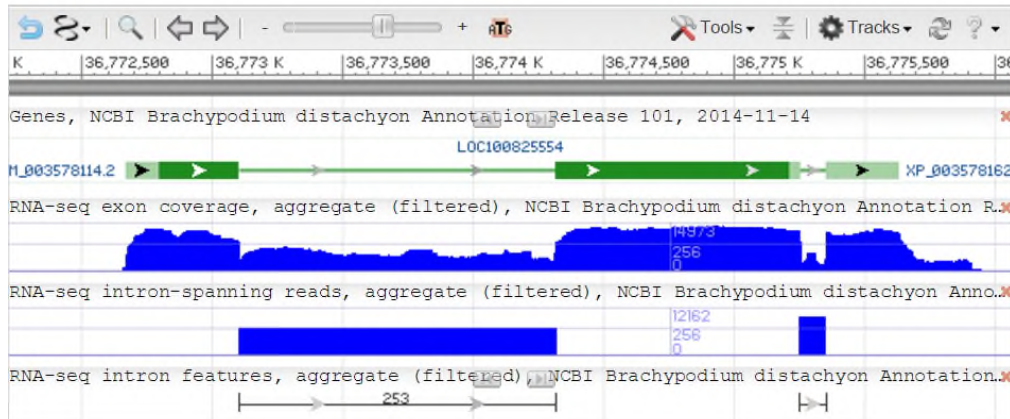 - + ATG Tools Tracks ?
K 36,772,500 36,773 K 36,773,500 36,774 K 36,774,500 36,775 K 36,775,500 36
Genes, NCBI Brachypodium distachyon Annotation Release 101, 2014-11-14
LOC100825554
M_003578114.2 XP_003578162
RNA-seq exon coverage, aggregate (filtered), NCBI Brachypodium distachyon Annotation R…
14973
256
0
RNA-seq intron-spanning reads, aggregate (filtered), NCBI Brachypodium distachyon Anno…
12162
256
0
RNA-seq intron features, aggregate (filtered), NCBI Brachypodium distachyon Annotation…
253